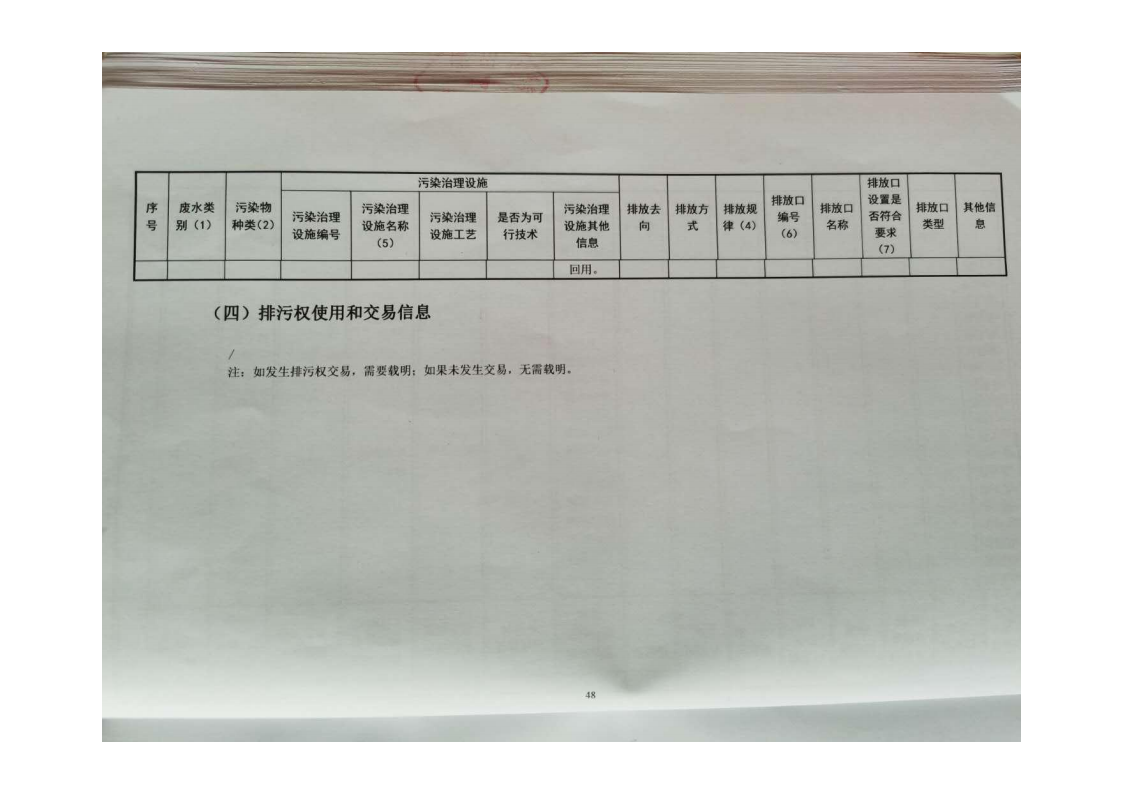 污染治理设施
序号
废水类别(1)
污染物种类(2)
污染治理设施编号
污染治理设施名称(5)
污染治理设施工艺
是否为可行技术
污染治理设施其他信息
排放去向
排放方式
排放规律(4)
排放口编号(6)
排放口名称
排放口设置是否符合要求(7)
排放口类型
其他信息
回用。
（四）排污权使用和交易信息
/
注：如发生排污权交易，需要载明；如果未发生交易，无需载明。
48